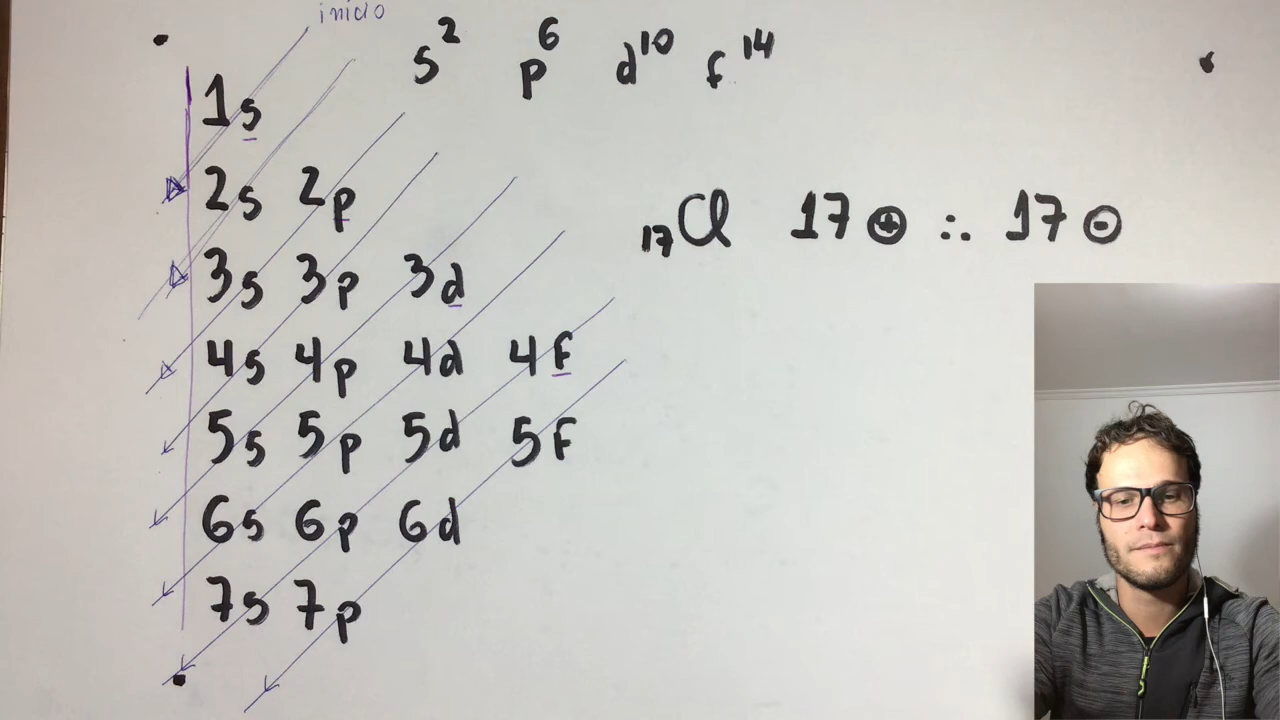 início
s² p⁶ d¹⁰ f¹⁴
1s
2s 2p
₁₇Cl 17⊕ ∴ 17⊖
3s 3p 3d
4s 4p 4d 4f
5s 5p 5d 5f
6s 6p 6d
7s 7p